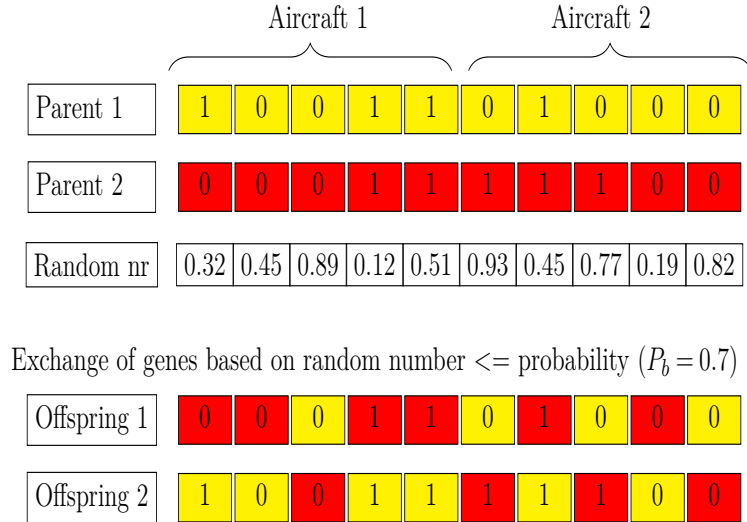 Aircraft 1 Aircraft 2
Parent 1 1 0 0 1 1 0 1 0 0 0
Parent 2 0 0 0 1 1 1 1 1 0 0
Random nr 0.32 0.45 0.89 0.12 0.51 0.93 0.45 0.77 0.19 0.82
Exchange of genes based on random number <= probability (P_b = 0.7)
Offspring 1 0 0 0 1 1 0 1 0 0 0
Offspring 2 1 0 0 1 1 1 1 1 0 0